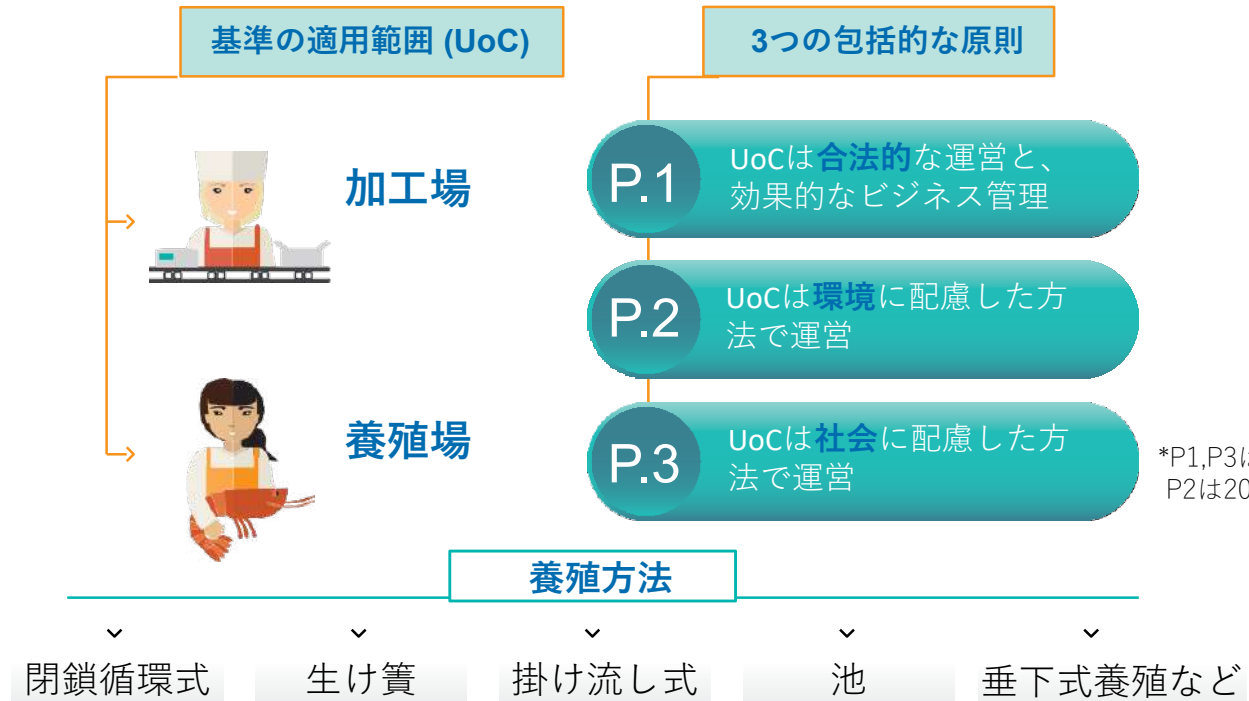 基準の適用範囲 (UoC)
3つの包括的な原則
加工場
養殖場
P.1
UoCは合法的な運営と、
効果的なビジネス管理
P.2
UoCは環境に配慮した方
法で運営
P.3
UoCは社会に配慮した方
法で運営
*P1,P3は
P2は20
養殖方法
閉鎖循環式
生け簀
掛け流し式
池
垂下式養殖など